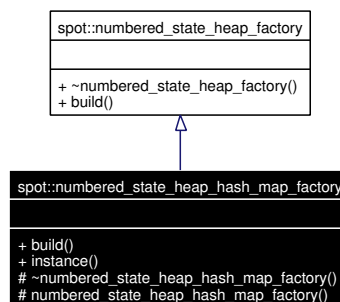 spot::numbered_state_heap_factory
+ ~numbered_state_heap_factory()
+ build()
spot::numbered_state_heap_hash_map_factory
+ build()
+ instance()
# ~numbered_state_heap_hash_map_factory()
# numbered_state_heap_hash_map_factory()